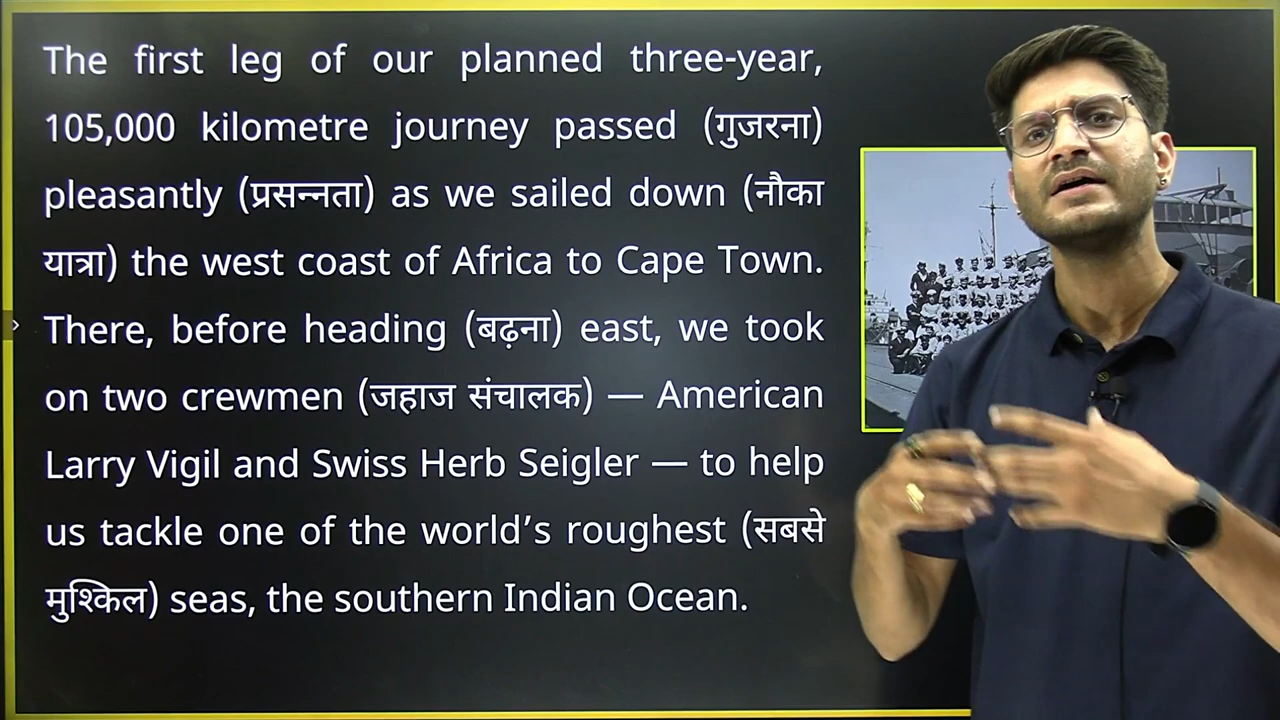 The first leg of our planned three-year,
105,000 kilometre journey passed (गुजरना)
pleasantly (प्रसन्नता) as we sailed down (नौका
यात्रा) the west coast of Africa to Cape Town.
There, before heading (बढ़ना) east, we took
on two crewmen (जहाज संचालक) — American
Larry Vigil and Swiss Herb Seigler — to help
us tackle one of the world’s roughest (सबसे
मुश्किल) seas, the southern Indian Ocean.